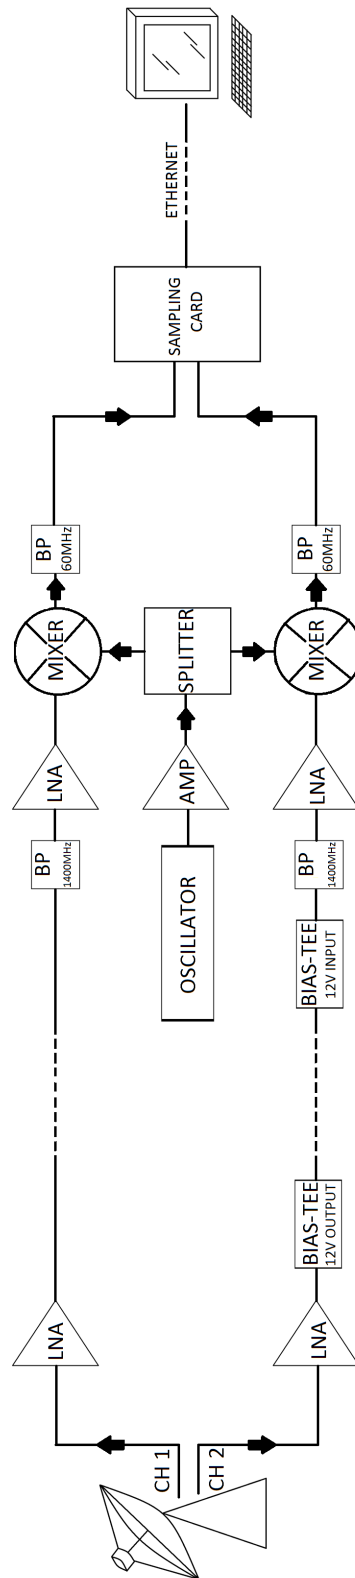 ETHERNET
SAMPLING
CARD
BP
60MHz
BP
60MHz
MIXER
SPLITTER
MIXER
LNA
AMP
LNA
BP
1400MHz
OSCILLATOR
BP
1400MHz
BIAS-TEE
12V INPUT
BIAS-TEE
12V OUTPUT
LNA
LNA
CH 1
CH 2